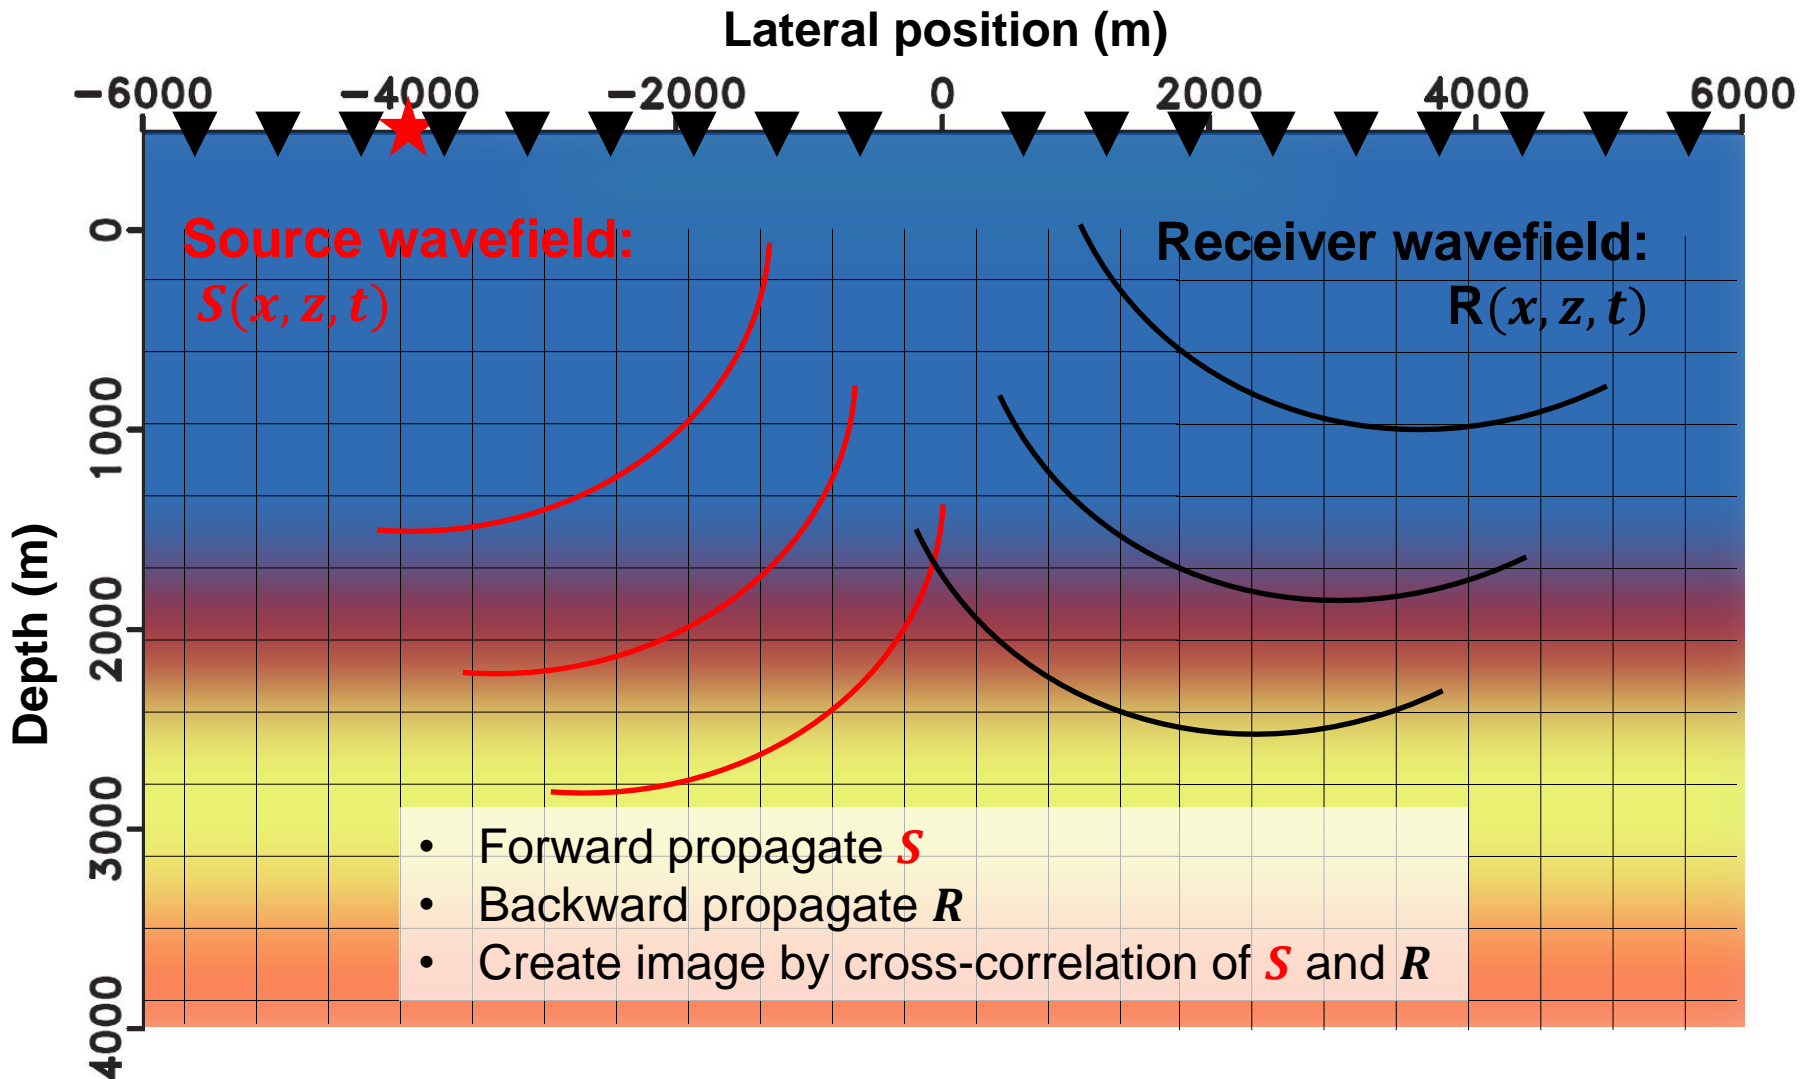 Lateral position (m)
−6000 −4000 −2000 0 2000 4000 6000
Source wavefield:
S(x, z, t)
Receiver wavefield:
R(x, z, t)
Depth (m)
0
1000
2000
3000
4000
• Forward propagate S
• Backward propagate R
• Create image by cross-correlation of S and R